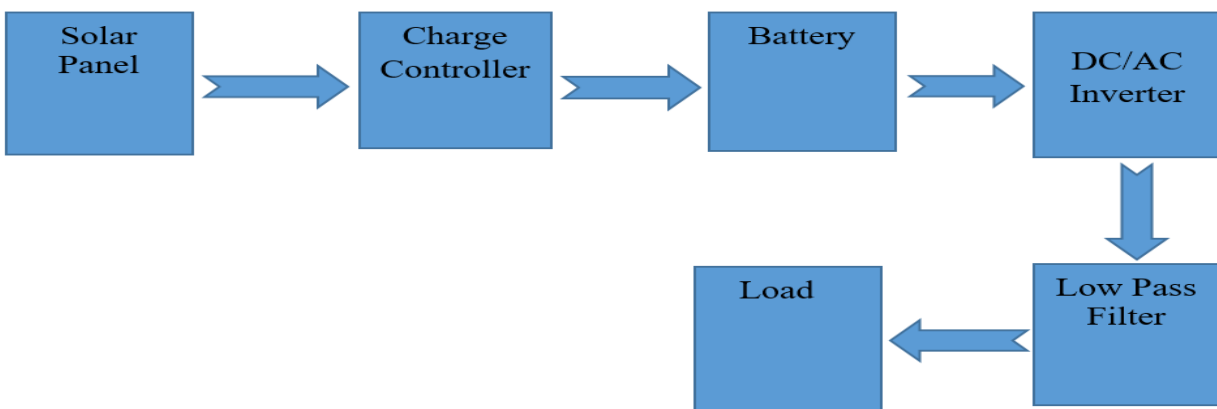 Solar
Panel
Charge
Controller
Battery
DC/AC
Inverter
Load
Low Pass
Filter